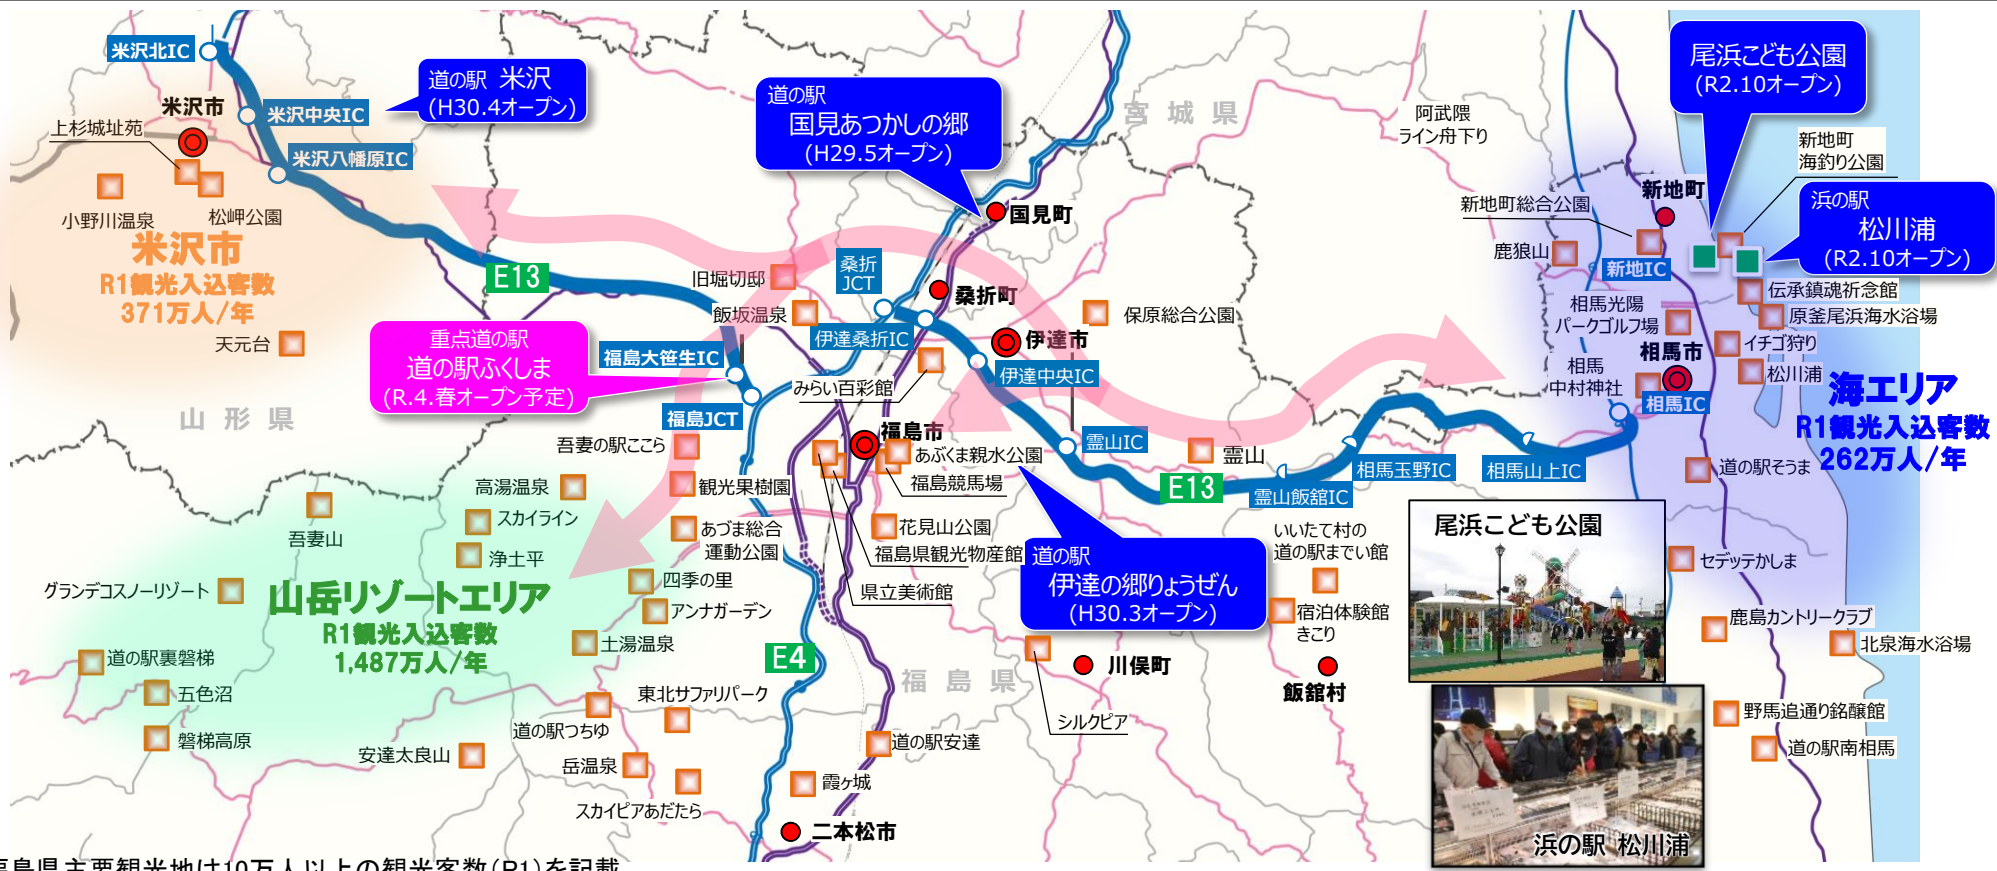 米沢北IC
米沢市
米沢中央IC
上杉城址苑
米沢八幡原IC
小野川温泉
松岬公園
米沢市
R1観光入込客数
371万人/年
天元台
道の駅 米沢
(H30.4オープン)
E13
道の駅
国見あつかしの郷
(H29.5オープン)
宮城県
阿武隈
ライン舟下り
尾浜こども公園
(R2.10オープン)
新地町
海釣り公園
浜の駅
松川浦
(R2.10オープン)
新地町
新地町総合公園
鹿狼山
新地IC
国見町
旧堀切邸
桑折
JCT
桑折町
飯坂温泉
伊達桑折IC
伊達市
保原総合公園
伊達中央IC
みらい百彩館
重点道の駅
道の駅ふくしま
(R.4.春オープン予定)
福島大笹生IC
福島JCT
伝承鎮魂祈念館
原釜尾浜海水浴場
相馬光陽
パークゴルフ場
イチゴ狩り
相馬市
相馬
中村神社
松川浦
相馬IC
海エリア
R1観光入込客数
262万人/年
山形県
吾妻の駅ここら
福島市
あぶくま親水公園
福島競馬場
観光果樹園
霊山IC
霊山
E13
霊山飯舘IC
相馬玉野IC
相馬山上IC
道の駅そうま
高湯温泉
スカイライン
吾妻山
浄土平
あづま総合
運動公園
花見山公園
福島県観光物産館
県立美術館
道の駅
伊達の郷りょうぜん
(H30.3オープン)
いいたて村の
道の駅までい館
宿泊体験館
きこり
尾浜こども公園
セデッテかしま
グランデコスノーリゾート
山岳リゾートエリア
R1観光入込客数
1,487万人/年
四季の里
アンナガーデン
土湯温泉
E4
福島県
川俣町
飯舘村
鹿島カントリークラブ
北泉海水浴場
道の駅裏磐梯
五色沼
磐梯高原
東北サファリパーク
道の駅つちゆ
安達太良山
岳温泉
スカイピアあだたら
道の駅安達
霞ヶ城
シルクピア
二本松市
野馬追通り銘醸館
道の駅南相馬
浜の駅 松川浦
福島県主要観光地は10万人以上の観光客数(R1)を記載